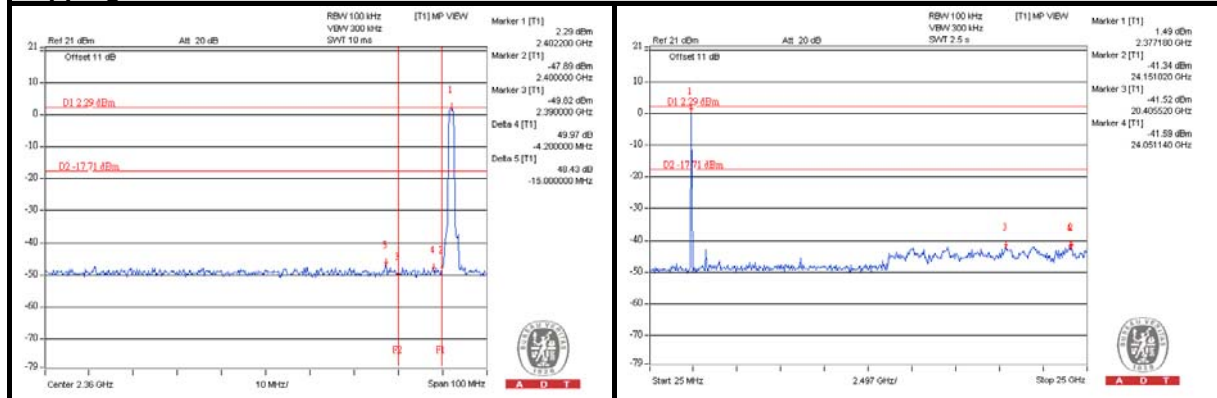 RBW 100 kHz [T1] MP VIEW
VBW 300 kHz
Ref 21 dBm Att 20 dB SWT 10 ms
Offset 11 dB
21
10
0
-10
-20
-30
-40
-50
-60
-70
-79
D1 2.29 dBm
D2 -17.71 dBm
1
5
3
4
2
F2
F1
Center 2.36 GHz 10 MHz/ Span 100 MHz
Marker 1 [T1]
2.29 dBm
2.402200 GHz
Marker 2 [T1]
-47.89 dBm
2.400000 GHz
Marker 3 [T1]
-49.82 dBm
2.390000 GHz
Delta 4 [T1]
49.97 dB
-4.200000 MHz
Delta 5 [T1]
48.43 dB
-15.000000 MHz
BUREAU VERITAS
1828
A D T
RBW 100 kHz [T1] MP VIEW
VBW 300 kHz
Ref 21 dBm Att 20 dB SWT 2.5 s
Offset 11 dB
21
10
0
-10
-20
-30
-40
-50
-60
-70
-79
D1 2.29 dBm
D2 -17.71 dBm
1
3
Start 25 MHz 2.497 GHz/ Stop 25 GHz
Marker 1 [T1]
1.49 dBm
2.377180 GHz
Marker 2 [T1]
-41.34 dBm
24.151020 GHz
Marker 3 [T1]
-41.52 dBm
20.405520 GHz
Marker 4 [T1]
-41.59 dBm
24.051140 GHz
BUREAU VERITAS
1828
A D T